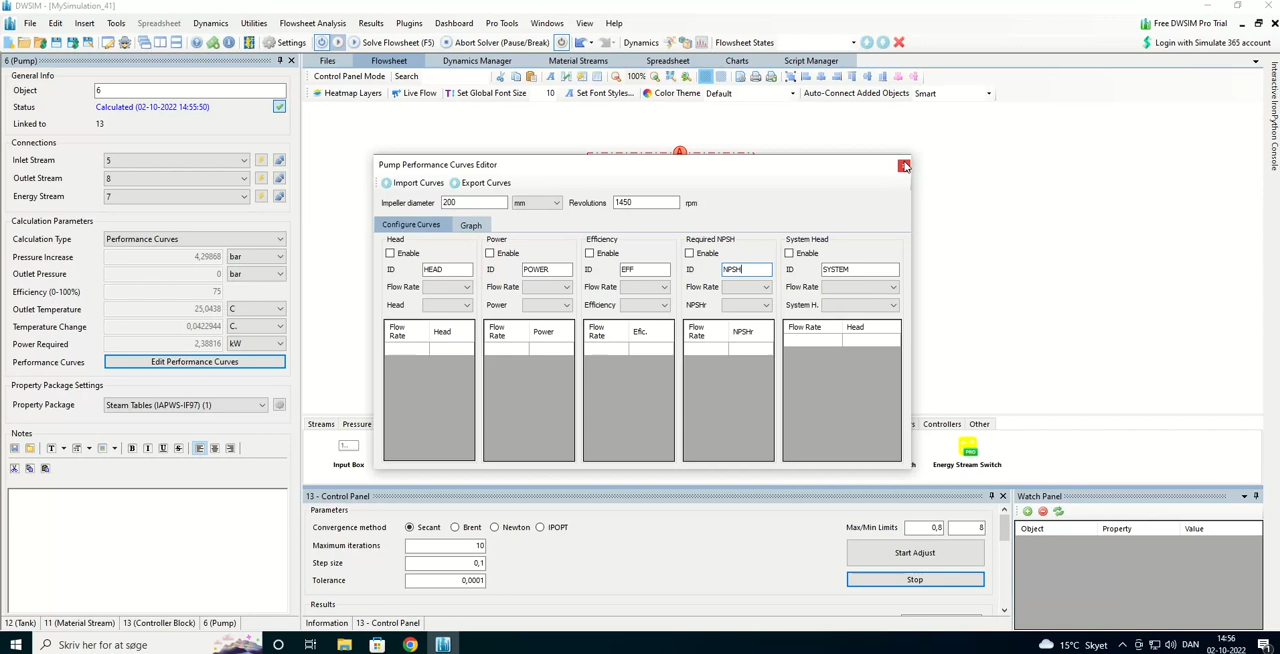 DWSIM - [MySimulation_41]
File Edit Insert Tools Spreadsheet Dynamics Utilities Flowsheet Analysis Results Plugins Dashboard Pro Tools Windows View Help
Free DWSIM Pro Trial
Settings Solve Flowsheet (F5) Abort Solver (Pause/Break) Dynamics Flowsheet States
Login with Simulate 365 account
6 (Pump)
General Info
Object 6
Status Calculated (02-10-2022 14:55:50)
Linked to 13
Connections
Inlet Stream 5
Outlet Stream 8
Energy Stream 7
Calculation Parameters
Calculation Type Performance Curves
Pressure Increase 4,29868 bar
Outlet Pressure 0 bar
Efficiency (0-100%) 75
Outlet Temperature 25,0438 C
Temperature Change 0,0422944 C.
Power Required 2,38816 kW
Performance Curves Edit Performance Curves
Property Package Settings
Property Package Steam Tables (IAPWS-IF97) (1)
Notes
12 (Tank) 11 (Material Stream) 13 (Controller Block) 6 (Pump)
Files Flowsheet Dynamics Manager Material Streams Spreadsheet Charts Script Manager
Control Panel Mode Search 100%
Heatmap Layers Live Flow Set Global Font Size 10 Set Font Styles... Color Theme Default Auto-Connect Added Objects Smart
Interactive IronPython Console
A
Pump Performance Curves Editor
Import Curves Export Curves
Impeller diameter 200 mm Revolutions 1450 rpm
Configure Curves Graph
Head Power Efficiency Required NPSH System Head
Enable Enable Enable Enable Enable
ID HEAD ID POWER ID EFF ID NPSH ID SYSTEM
Flow Rate Flow Rate Flow Rate Flow Rate Flow Rate
Head Power Efficiency NPSHr System H.
Flow Rate Head Flow Rate Power Flow Rate Efic. Flow Rate NPSHr Flow Rate Head
Streams Pressure Controllers Other
Input Box
Energy Stream Switch
PRO
13 - Control Panel
Parameters
Convergence method Secant Brent Newton IPOPT
Maximum iterations 10
Step size 0,1
Tolerance 0,0001
Max/Min Limits 0,8 8
Start Adjust
Stop
Results
Information 13 - Control Panel
Watch Panel
Object Property Value
Skriv her for at søge
15°C Skyet DAN 14:56
02-10-2022